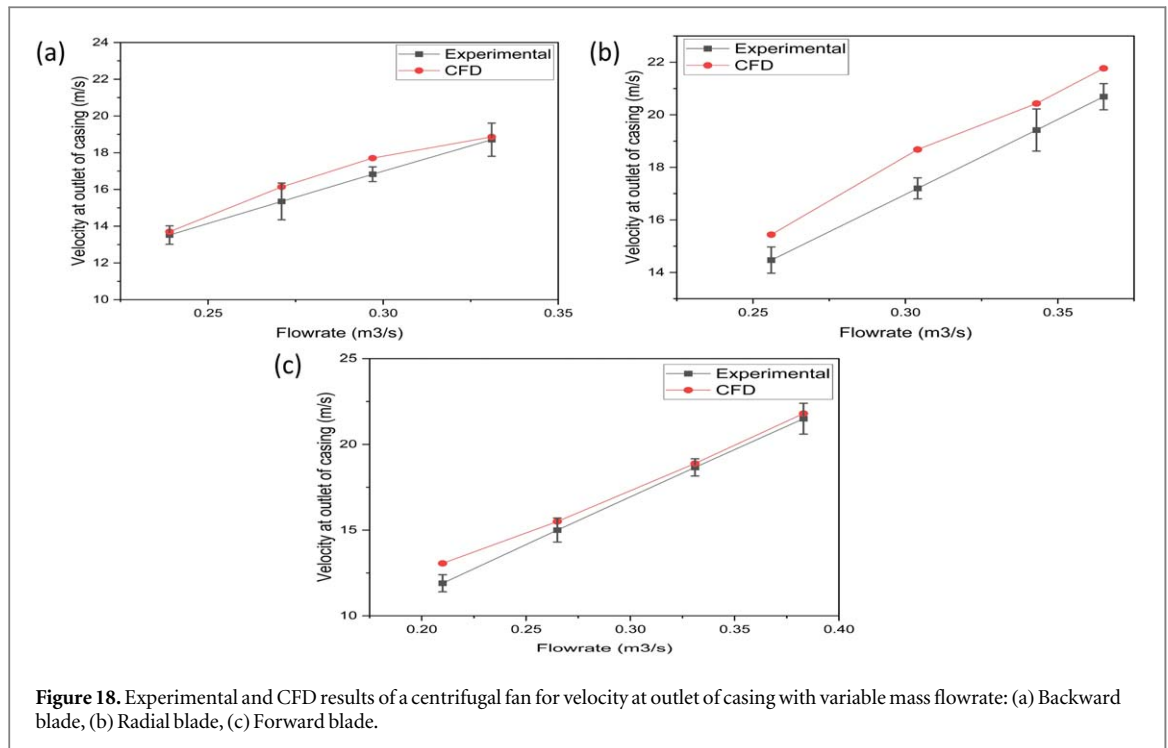 (a)
24
22
20
18
16
14
12
10
Velocity at outlet of casing (m/s)
Experimental
CFD
0.25
0.30
0.35
Flowrate (m3/s)
(b)
22
20
18
16
14
Velocity at outlet of casing (m/s)
Experimental
CFD
0.25
0.30
0.35
Flowrate (m3/s)
(c)
25
20
15
10
Velocity at outlet of casing (m/s)
Experimental
CFD
0.20
0.25
0.30
0.35
0.40
Flowrate (m3/s)
Figure 18. Experimental and CFD results of a centrifugal fan for velocity at outlet of casing with variable mass flowrate: (a) Backward
blade, (b) Radial blade, (c) Forward blade.